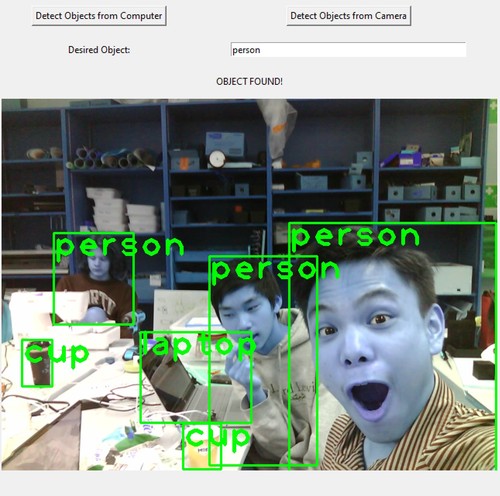 Detect Objects from Computer
Detect Objects from Camera
Desired Object:
person
OBJECT FOUND!
person
person
person
laptop
cup
cup